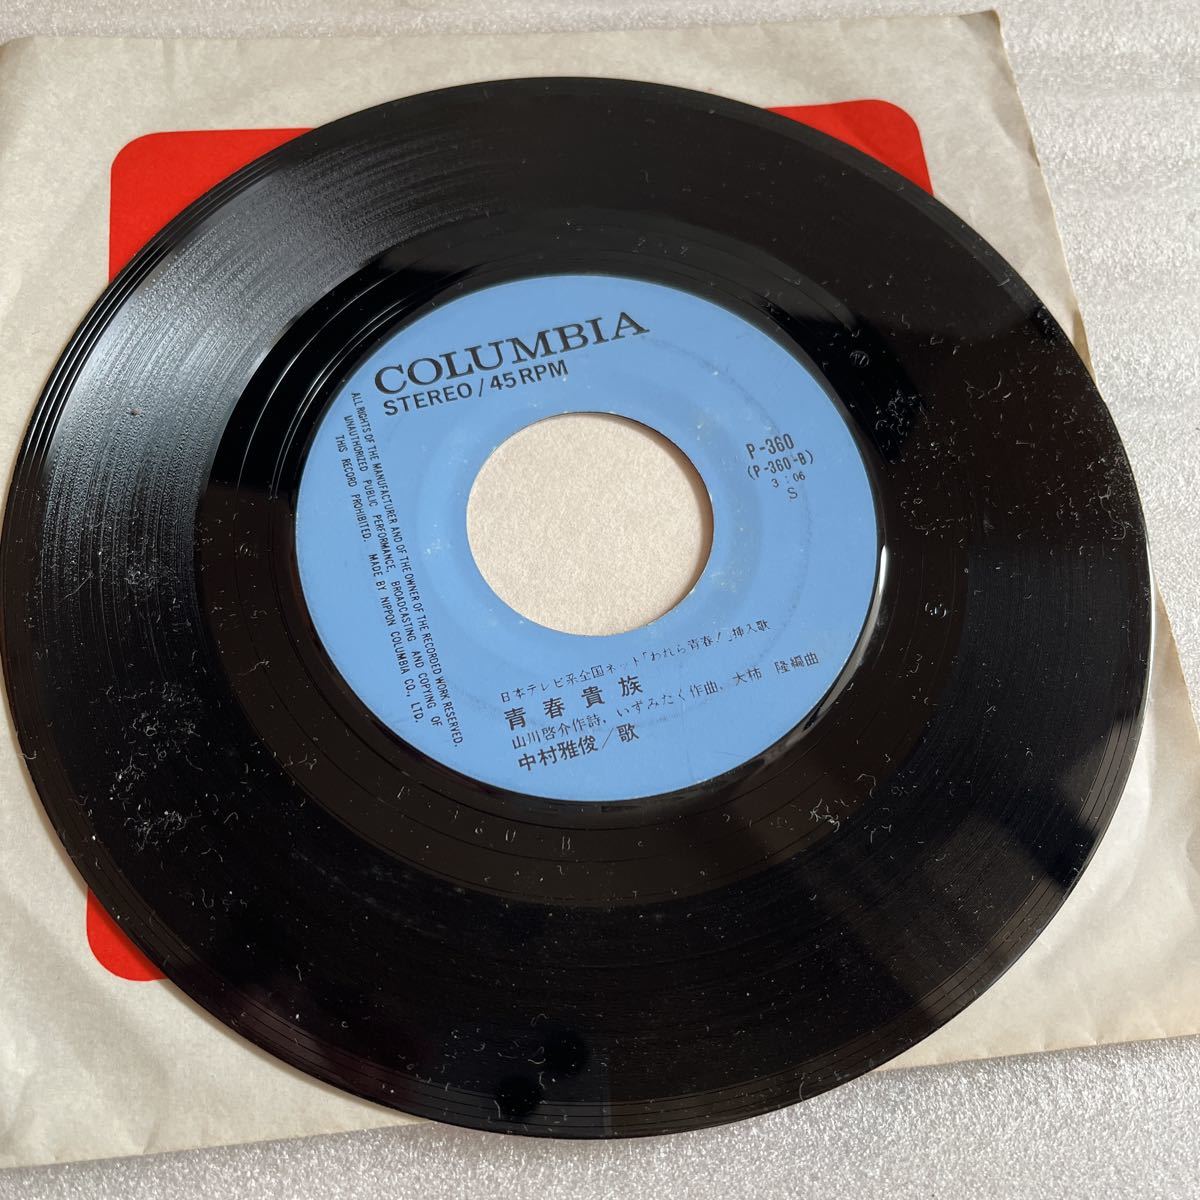 COLUMBIA
STEREO/45RPM
P-360
(P-360-B)
3:06
S
ALL RIGHTS OF THE MANUFACTURER AND OF THE OWNER OF THE RECORDED WORK RESERVED.
UNAUTHORIZED PUBLIC PERFORMANCE, BROADCASTING AND COPYING OF
THIS RECORD PROHIBITED. MADE BY NIPPON COLUMBIA CO., LTD.
日本テレビ系全国ネット「われら青春!」挿入歌
青春貴族
山川啓介作詩、いずみたく作曲、大柿 隆編曲
中村雅俊/歌